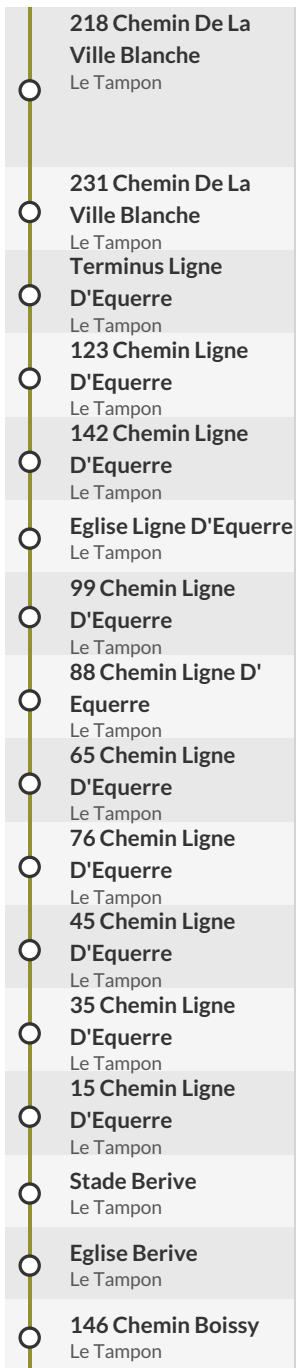 218 Chemin De La
Ville Blanche
Le Tampon
231 Chemin De La
Ville Blanche
Le Tampon
Terminus Ligne
D'Equerre
Le Tampon
123 Chemin Ligne
D'Equerre
Le Tampon
142 Chemin Ligne
D'Equerre
Le Tampon
Eglise Ligne D'Equerre
Le Tampon
99 Chemin Ligne
D'Equerre
Le Tampon
88 Chemin Ligne D'
Equerre
Le Tampon
65 Chemin Ligne
D'Equerre
Le Tampon
76 Chemin Ligne
D'Equerre
Le Tampon
45 Chemin Ligne
D'Equerre
Le Tampon
35 Chemin Ligne
D'Equerre
Le Tampon
15 Chemin Ligne
D'Equerre
Le Tampon
Stade Berive
Le Tampon
Eglise Berive
Le Tampon
146 Chemin Boissy
Le Tampon